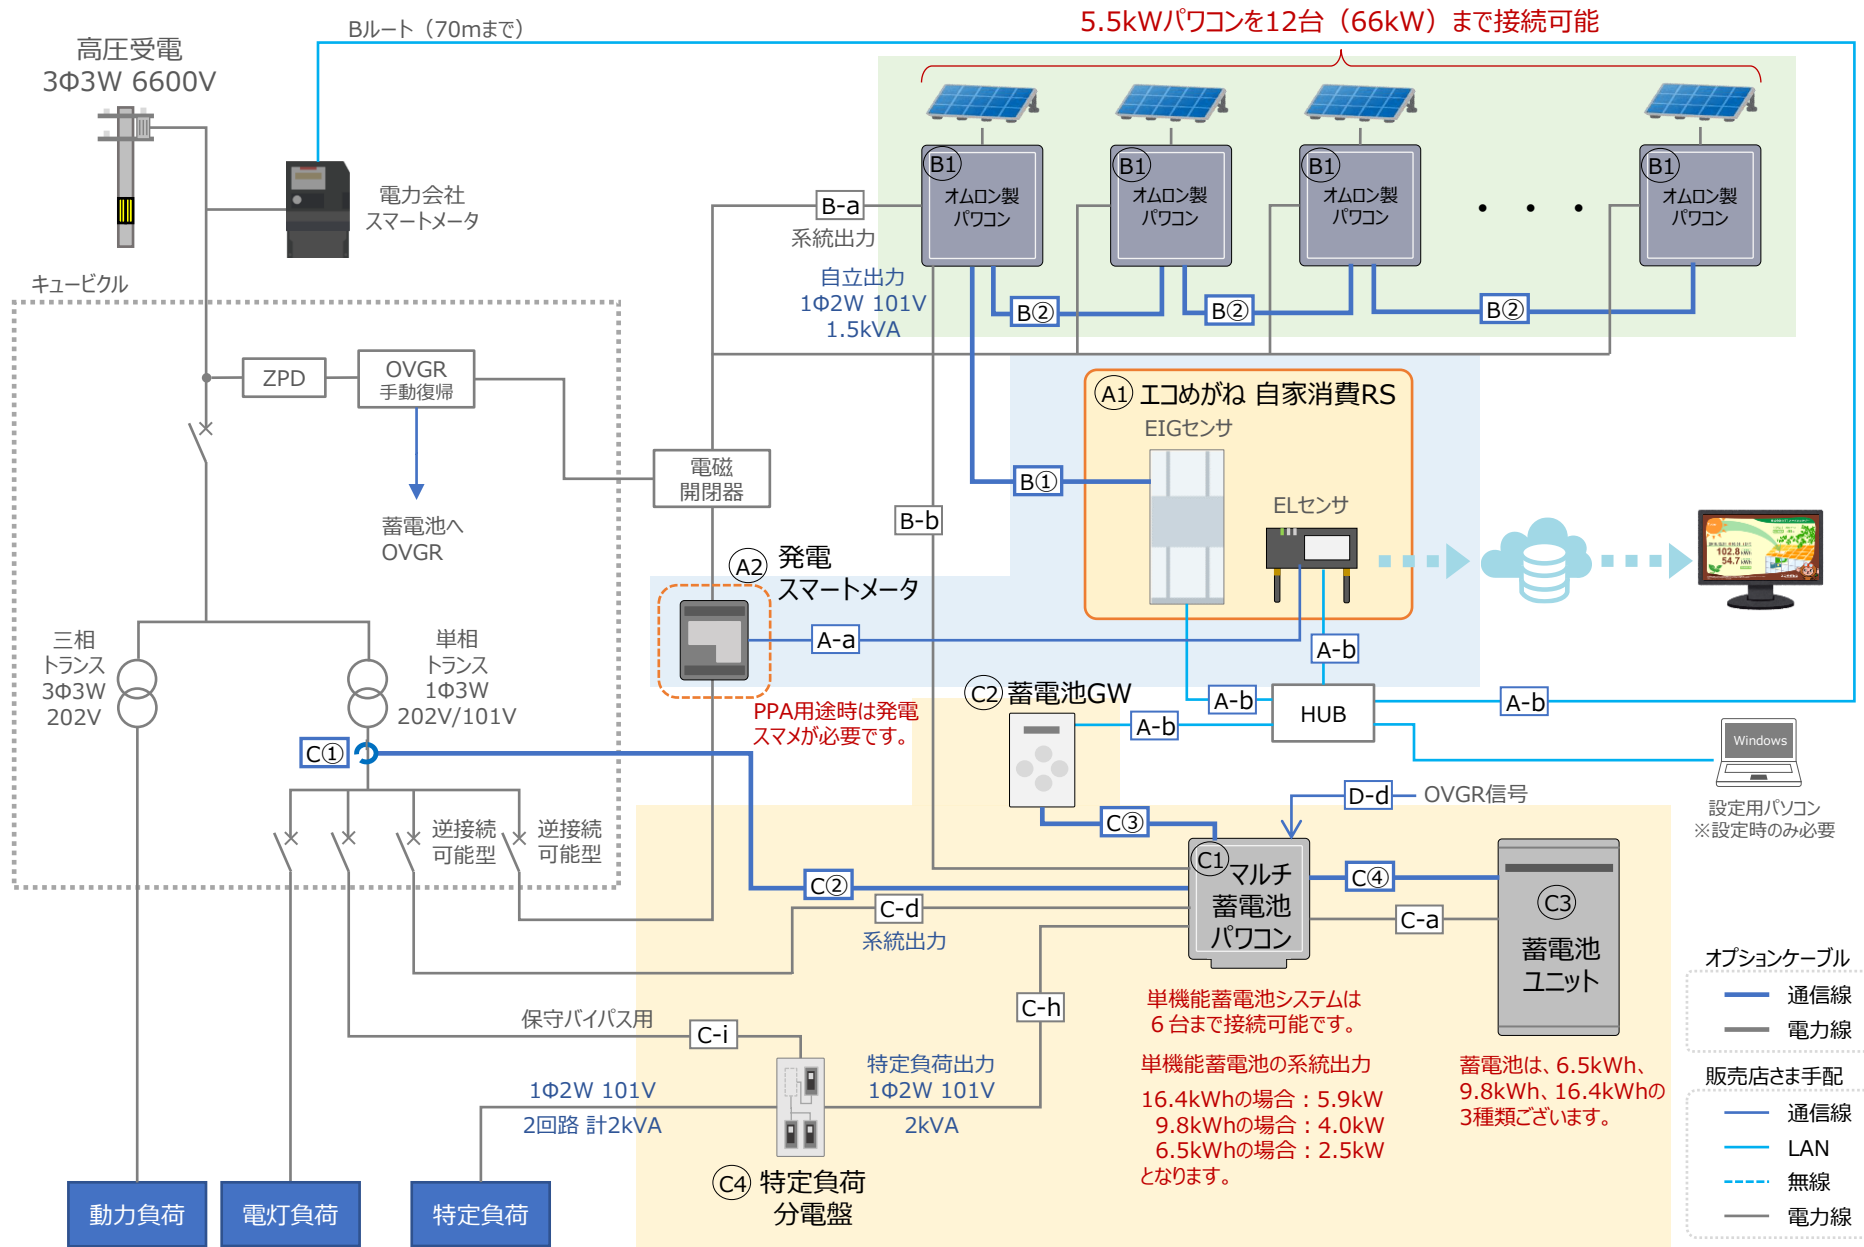 5.5kWパワコンを12台（66kW）まで接続可能
Bルート（70mまで）
高圧受電
3Φ3W 6600V
電力会社
スマートメータ
キュービクル
B1
オムロン製
パワコン
B1
オムロン製
パワコン
B1
オムロン製
パワコン
・・・
B1
オムロン製
パワコン
B-a
系統出力
自立出力
1Φ2W 101V
1.5kVA
B②
B②
B②
ZPD
OVGR
手動復帰
蓄電池へ
OVGR
電磁
開閉器
A1 エコめがね 自家消費RS
EIGセンサ
ELセンサ
B①
B-b
102.8
54.7
A2
発電
スマートメータ
A-a
A-b
三相
トランス
3Φ3W
202V
単相
トランス
1Φ3W
202V/101V
PPA用途時は発電
スマメが必要です。
C2 蓄電池GW
A-b
A-b
HUB
A-b
Windows
設定用パソコン
※設定時のみ必要
C①
D-d
OVGR信号
C③
逆接続
可能型
逆接続
可能型
C1
マルチ
蓄電池
パワコン
C②
C④
C-d
系統出力
C-a
C3
蓄電池
ユニット
C-h
保守バイパス用
C-i
単機能蓄電池システムは
６台まで接続可能です。
単機能蓄電池の系統出力
16.4kWhの場合：5.9kW
9.8kWhの場合：4.0kW
6.5kWhの場合：2.5kW
となります。
蓄電池は、6.5kWh、
9.8kWh、16.4kWhの
3種類ございます。
1Φ2W 101V
2回路 計2kVA
特定負荷出力
1Φ2W 101V
2kVA
C4 特定負荷
分電盤
動力負荷
電灯負荷
特定負荷
オプションケーブル
通信線
電力線
販売店さま手配
通信線
LAN
無線
電力線